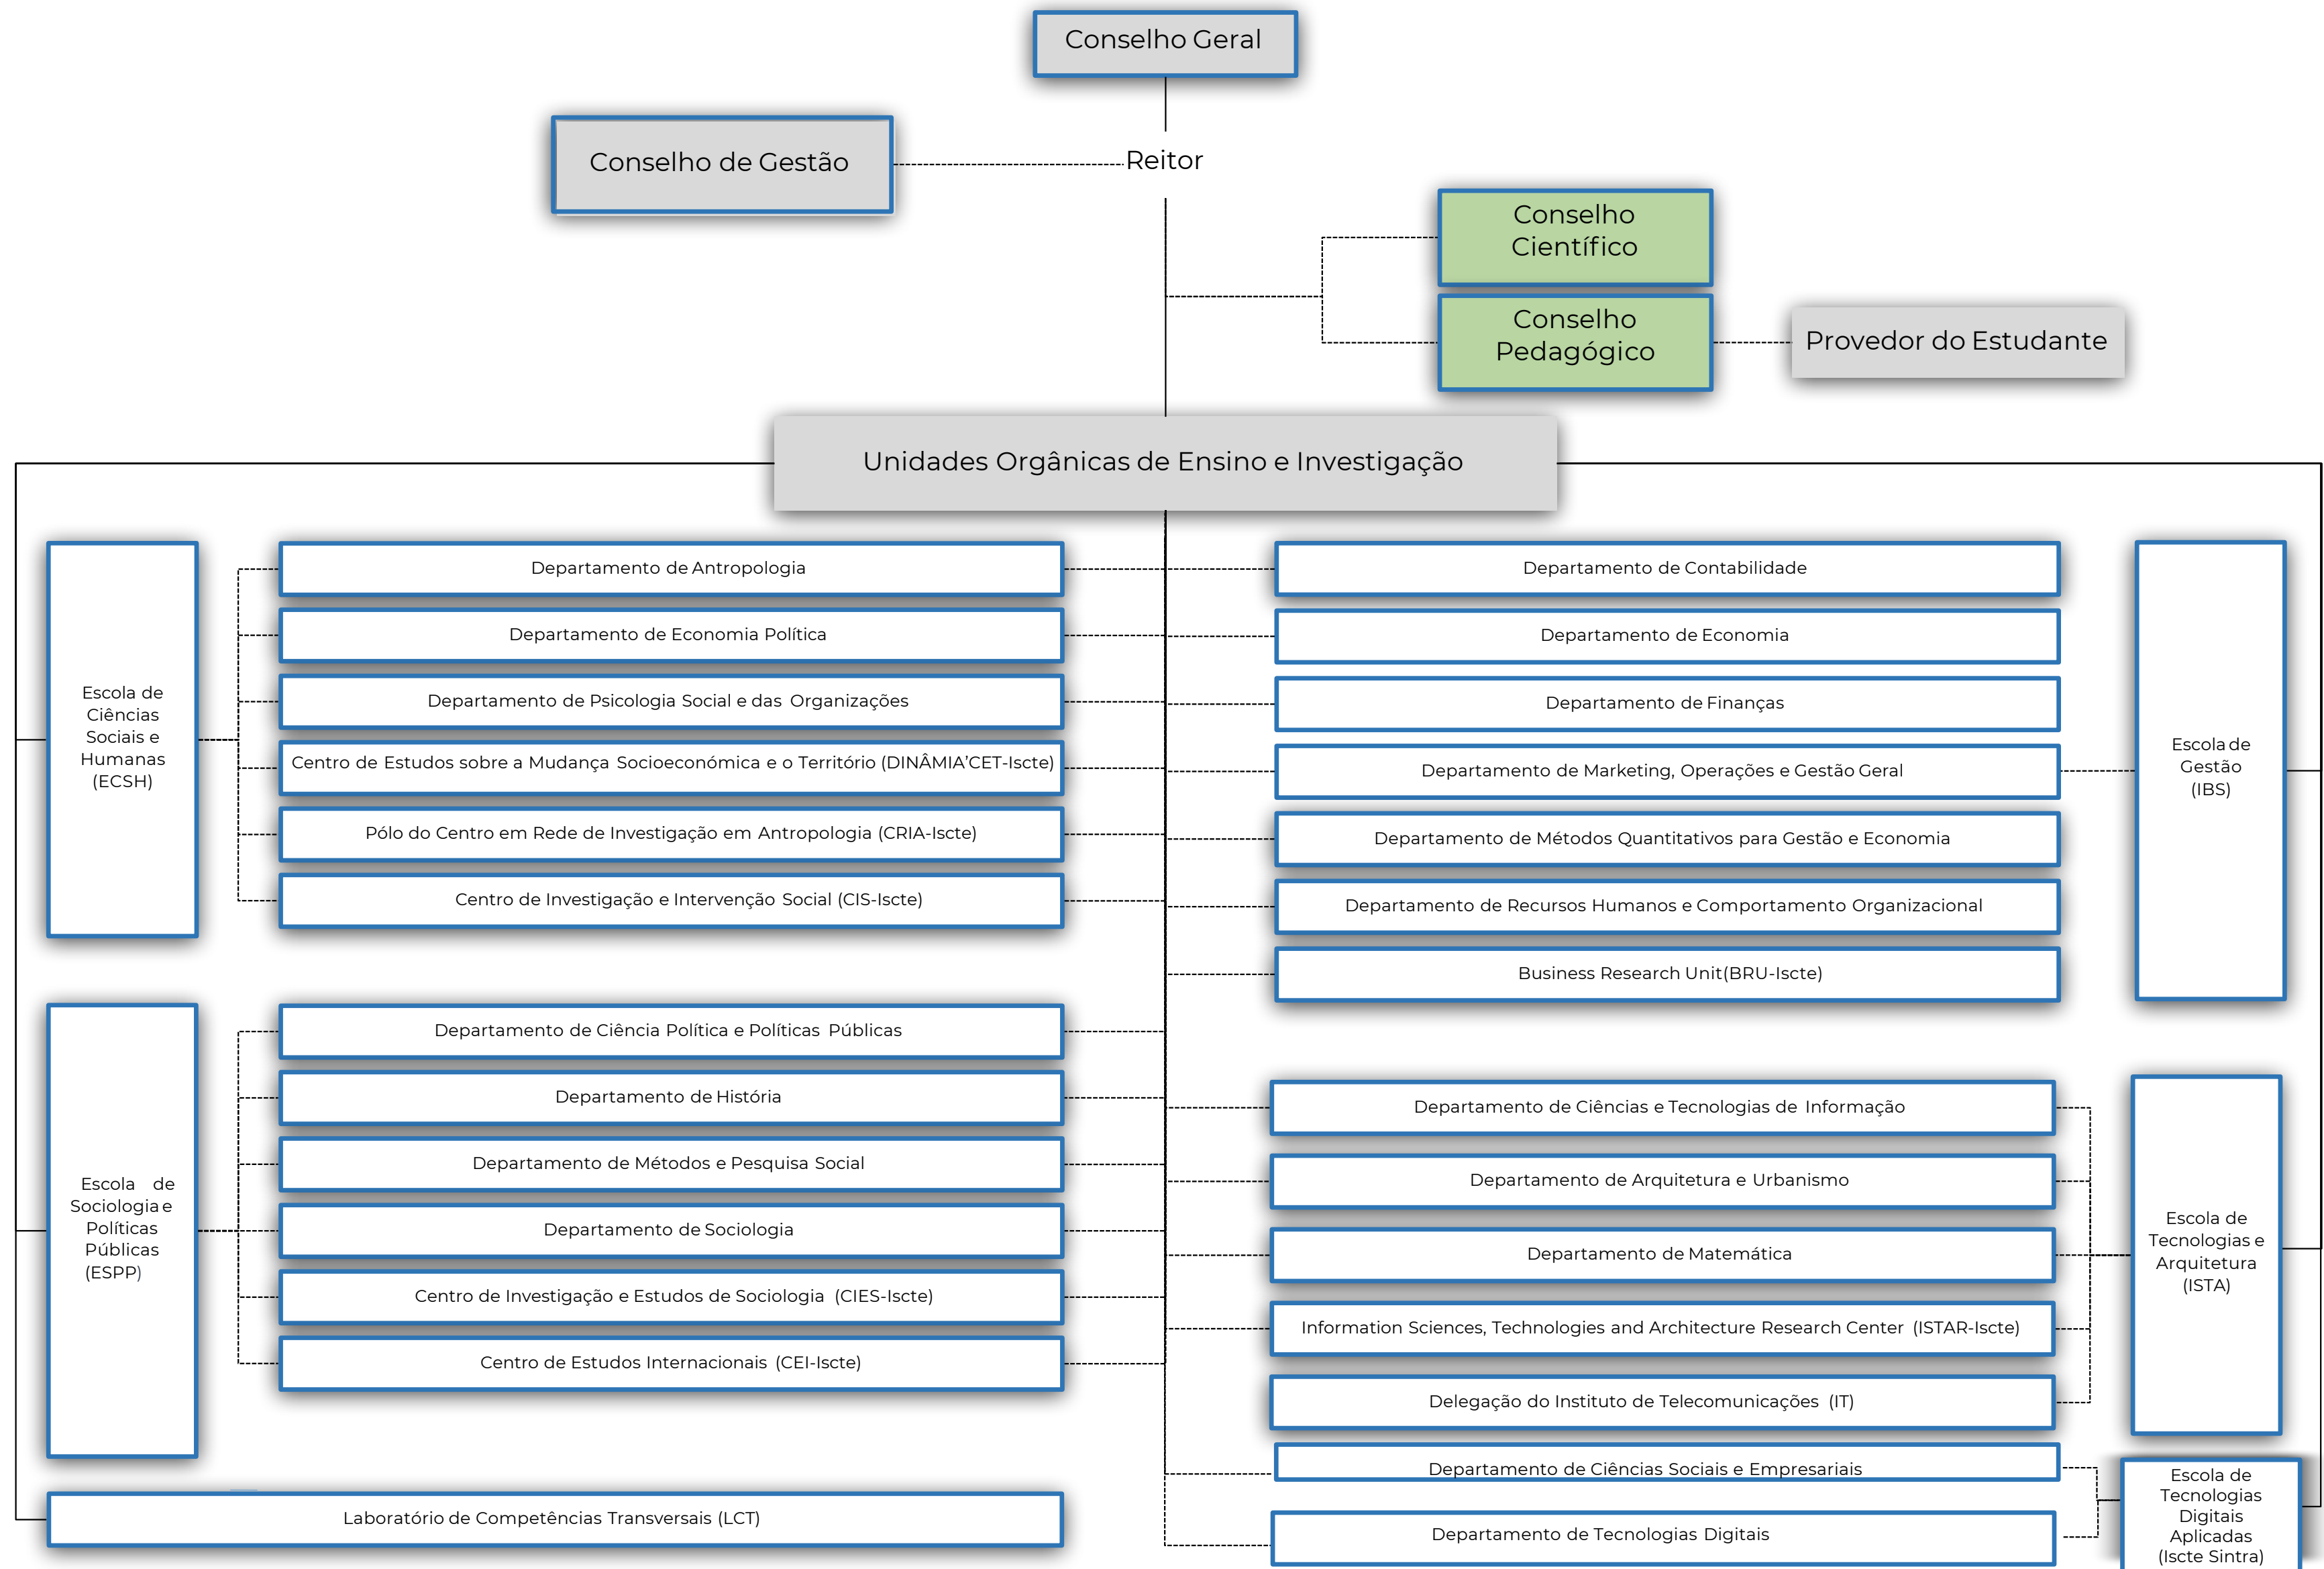 Conselho Geral
Conselho de Gestão
Reitor
Conselho
Científico
Conselho
Pedagógico
Provedor do Estudante
Unidades Orgânicas de Ensino e Investigação
Escola de
Ciências
Sociais e
Humanas
(ECSH)
Departamento de Antropologia
Departamento de Economia Política
Departamento de Psicologia Social e das Organizações
Centro de Estudos sobre a Mudança Socioeconómica e o Território (DINÂMIA’CET-Iscte)
Pólo do Centro em Rede de Investigação em Antropologia (CRIA-Iscte)
Centro de Investigação e Intervenção Social (CIS-Iscte)
Departamento de Contabilidade
Departamento de Economia
Departamento de Finanças
Departamento de Marketing, Operações e Gestão Geral
Departamento de Métodos Quantitativos para Gestão e Economia
Departamento de Recursos Humanos e Comportamento Organizacional
Business Research Unit(BRU-Iscte)
Escola de
Gestão
(IBS)
Escola de
Sociologia e
Políticas
Públicas
(ESPP)
Departamento de Ciência Política e Políticas Públicas
Departamento de História
Departamento de Métodos e Pesquisa Social
Departamento de Sociologia
Centro de Investigação e Estudos de Sociologia (CIES-Iscte)
Centro de Estudos Internacionais (CEI-Iscte)
Departamento de Ciências e Tecnologias de Informação
Departamento de Arquitetura e Urbanismo
Departamento de Matemática
Information Sciences, Technologies and Architecture Research Center (ISTAR-Iscte)
Delegação do Instituto de Telecomunicações (IT)
Escola de
Tecnologias e
Arquitetura
(ISTA)
Laboratório de Competências Transversais (LCT)
Departamento de Ciências Sociais e Empresariais
Departamento de Tecnologias Digitais
Escola de
Tecnologias
Digitais
Aplicadas
(Iscte Sintra)